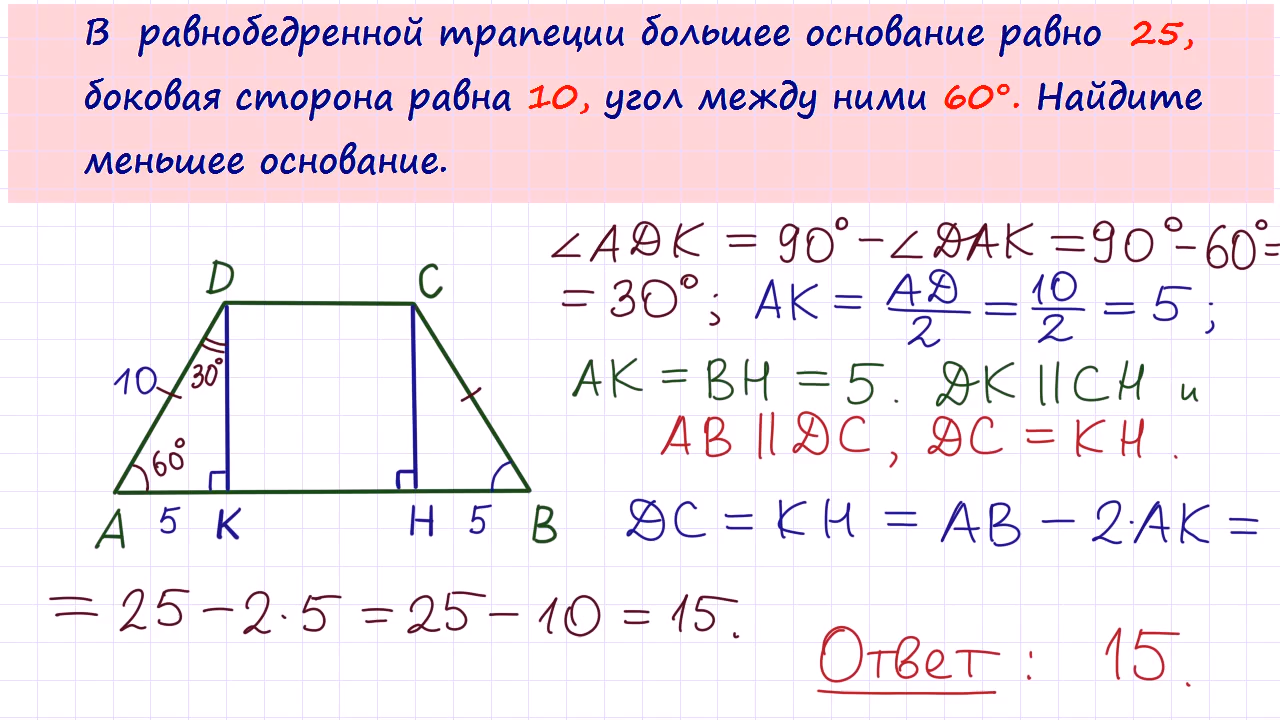 В равнобедренной трапеции большее основание равно 25,
боковая сторона равна 10, угол между ними 60°. Найдите
меньшее основание.
∠ADK = 90° − ∠DAK = 90° − 60° =
= 30°; AK = AD/2 = 10/2 = 5;
AK = BH = 5. DK || CH и
AB || DC, DC = KH.
DC = KH = AB − 2·AK =
= 25 − 2·5 = 25 − 10 = 15.
Ответ: 15.
D C
10 30°
60°
A 5 K H 5 B